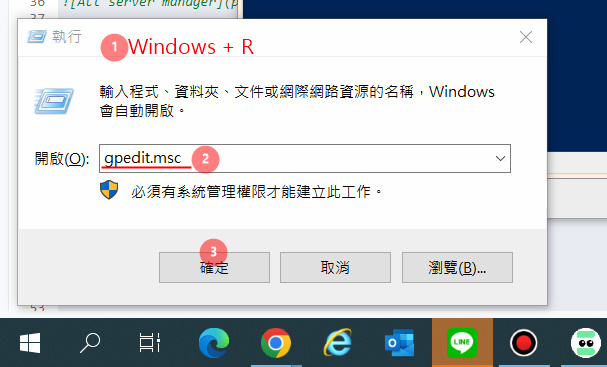 36
![All server manager](p
37
執行
1 Windows + R
輸入程式、資料夾、文件或網際網路資源的名稱，Windows
會自動開啟。
開啟(O):
gpedit.msc
2
必須有系統管理權限才能建立此工作。
3
確定
取消
瀏覽(B)...
53
LINE